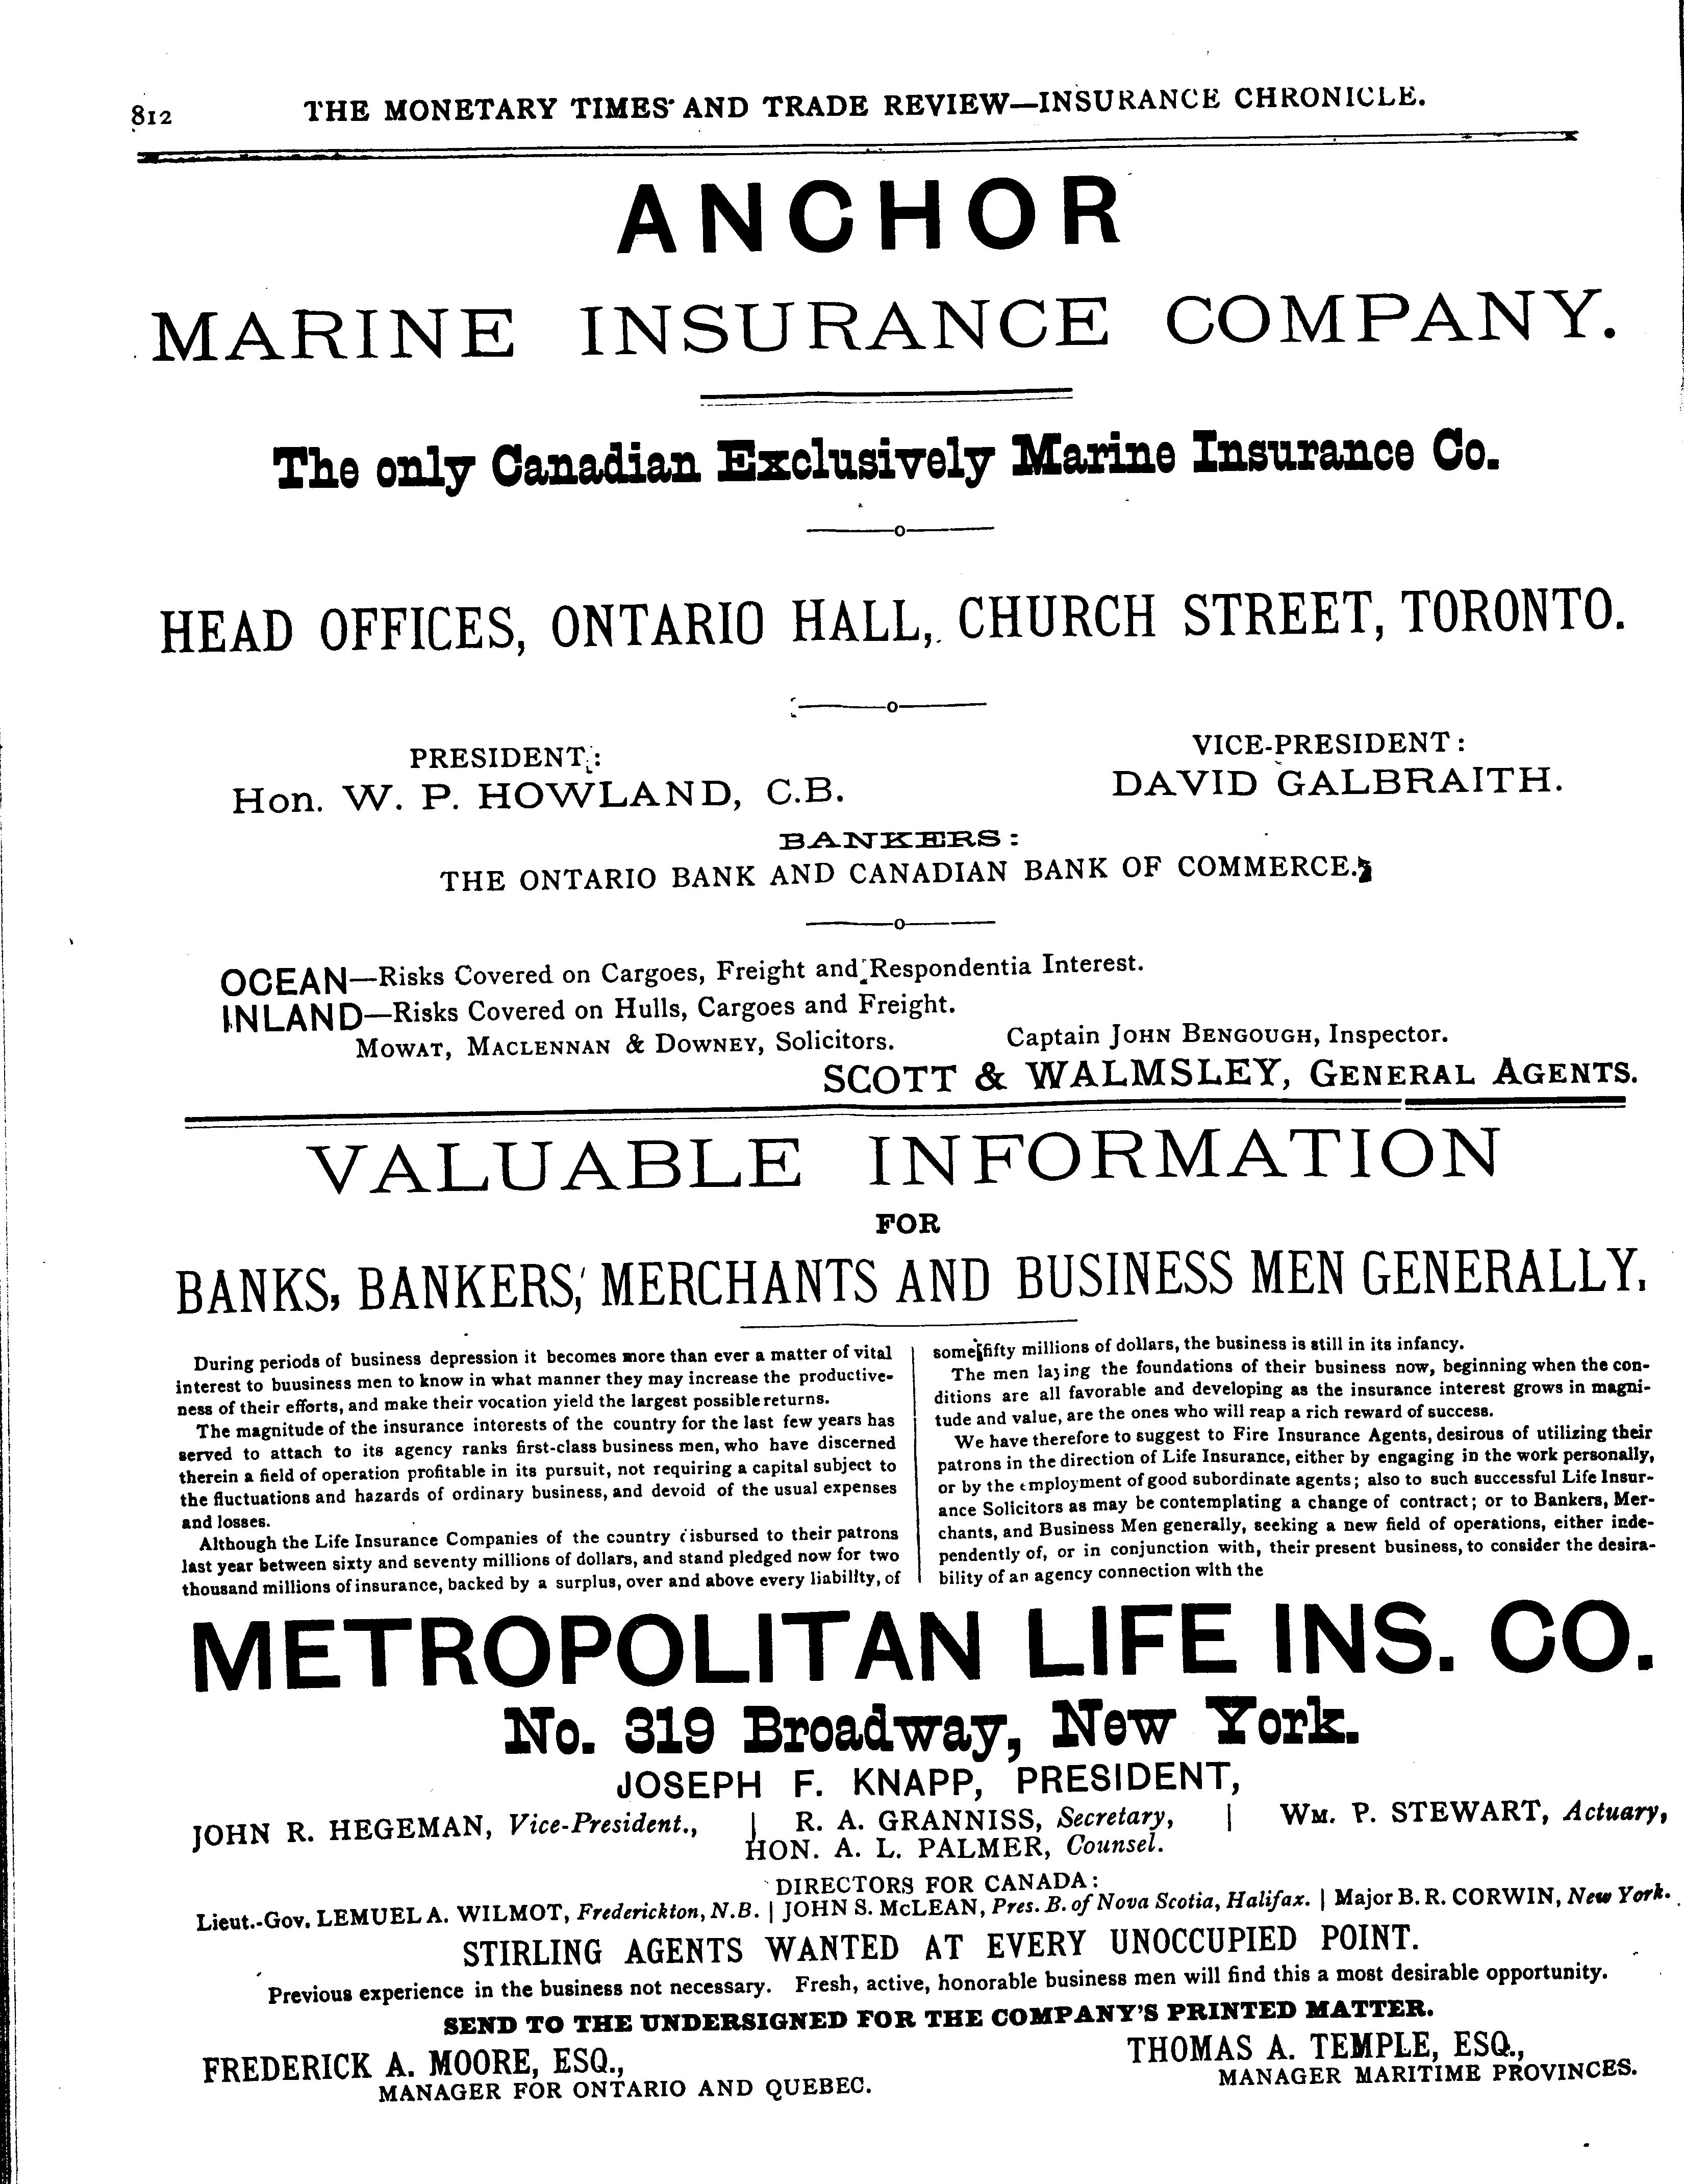 812 THE MONETARY TIMES AND TRADE REVIEW—INSURANCE CHRONICLE.
ANCHOR
MARINE INSURANCE COMPANY.
The only Canadian Exclusively Marine Insurance Co.
HEAD OFFICES, ONTARIO HALL, CHURCH STREET, TORONTO.
PRESIDENT:
Hon. W. P. HOWLAND, C.B.
VICE-PRESIDENT:
DAVID GALBRAITH.
BANKERS:
THE ONTARIO BANK AND CANADIAN BANK OF COMMERCE.
OCEAN—Risks Covered on Cargoes, Freight and Respondentia Interest.
INLAND—Risks Covered on Hulls, Cargoes and Freight.
MOWAT, MACLENNAN & DOWNEY, Solicitors. Captain JOHN BENGOUGH, Inspector.
SCOTT & WALMSLEY, GENERAL AGENTS.
VALUABLE INFORMATION
FOR
BANKS, BANKERS, MERCHANTS AND BUSINESS MEN GENERALLY.
During periods of business depression it becomes more than ever a matter of vital
interest to buusiness men to know in what manner they may increase the productive-
ness of their efforts, and make their vocation yield the largest possible returns.
The magnitude of the insurance intorests of the country for the last few years has
served to attach to its agency ranks first-class business men, who have discerned
therein a field of operation profitable in its pursuit, not requiring a capital subject to
the fluctuations and hazards of ordinary business, and devoid of the usual expenses
and losses.
Although the Life Insurance Companies of the country disbursed to their patrons
last year between sixty and seventy millions of dollars, and stand pledged now for two
thousand millions of insurance, backed by a surplus, over and above every liability, of
some fifty millions of dollars, the business is still in its infancy.
The men laying the foundations of their business now, beginning when the con-
ditions are all favorable and developing as the insurance interest grows in magni-
tude and value, are the ones who will reap a rich reward of success.
We have therefore to suggest to Fire Insurance Agents, desirous of utilizing their
patrons in the direction of Life Insurance, either by engaging in the work personally,
or by the employment of good subordinate agents; also to such successful Life Insur-
ance Solicitors as may be contemplating a change of contract; or to Bankers, Mer-
chants, and Business Men generally, seeking a new field of operations, either inde-
pendently of, or in conjunction with, their present business, to consider the desira-
bility of an agency connection with the
METROPOLITAN LIFE INS. CO.
No. 319 Broadway, New York.
JOSEPH F. KNAPP, PRESIDENT,
JOHN R. HEGEMAN, Vice-President., | R. A. GRANNISS, Secretary, | WM. P. STEWART, Actuary,
HON. A. L. PALMER, Counsel.
DIRECTORS FOR CANADA:
Lieut.-Gov. LEMUEL A. WILMOT, Frederickton, N.B. | JOHN S. McLEAN, Pres. B. of Nova Scotia, Halifax. | Major B. R. CORWIN, New York.
STIRLING AGENTS WANTED AT EVERY UNOCCUPIED POINT.
Previous experience in the business not necessary. Fresh, active, honorable business men will find this a most desirable opportunity.
SEND TO THE UNDERSIGNED FOR THE COMPANY'S PRINTED MATTER.
FREDERICK A. MOORE, ESQ.,
MANAGER FOR ONTARIO AND QUEBEC.
THOMAS A. TEMPLE, ESQ.,
MANAGER MARITIME PROVINCES.